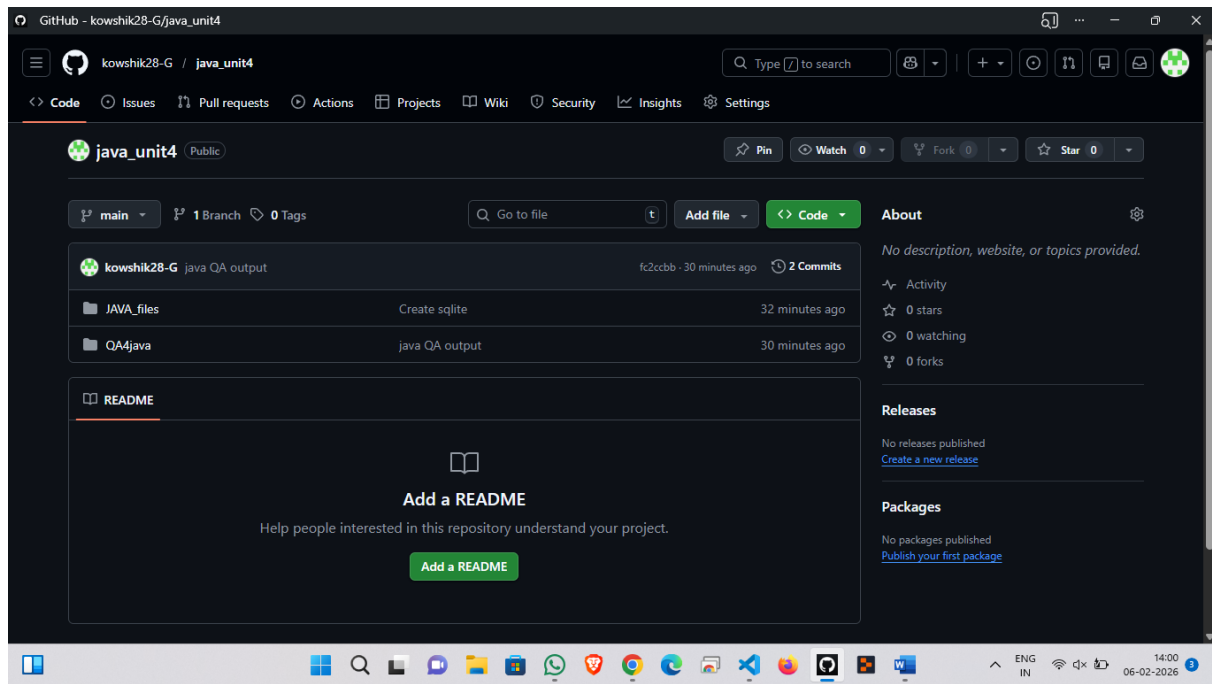 GitHub - kowshik28-G/java_unit4
kowshik28-G / java_unit4
Type / to search
Code Issues Pull requests Actions Projects Wiki Security Insights Settings
java_unit4 Public
Pin Watch 0 Fork 0 Star 0
main 1 Branch 0 Tags
Go to file t Add file Code
kowshik28-G java QA output fc2ccbb · 30 minutes ago 2 Commits
JAVA_files Create sqlite 32 minutes ago
QA4java java QA output 30 minutes ago
README
Add a README
Help people interested in this repository understand your project.
Add a README
About
No description, website, or topics provided.
Activity
0 stars
0 watching
0 forks
Releases
No releases published
Create a new release
Packages
No packages published
Publish your first package
ENG
IN
14:00
06-02-2026
3